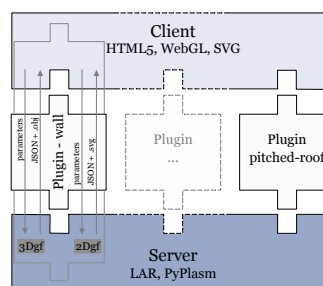 Client
HTML5, WebGL, SVG
parameters
JSON + .obj
Plugin - wall
parameters
JSON + .svg
Plugin
...
Plugin
pitched-roof
3Dgf
2Dgf
Server
LAR, PyPlasm